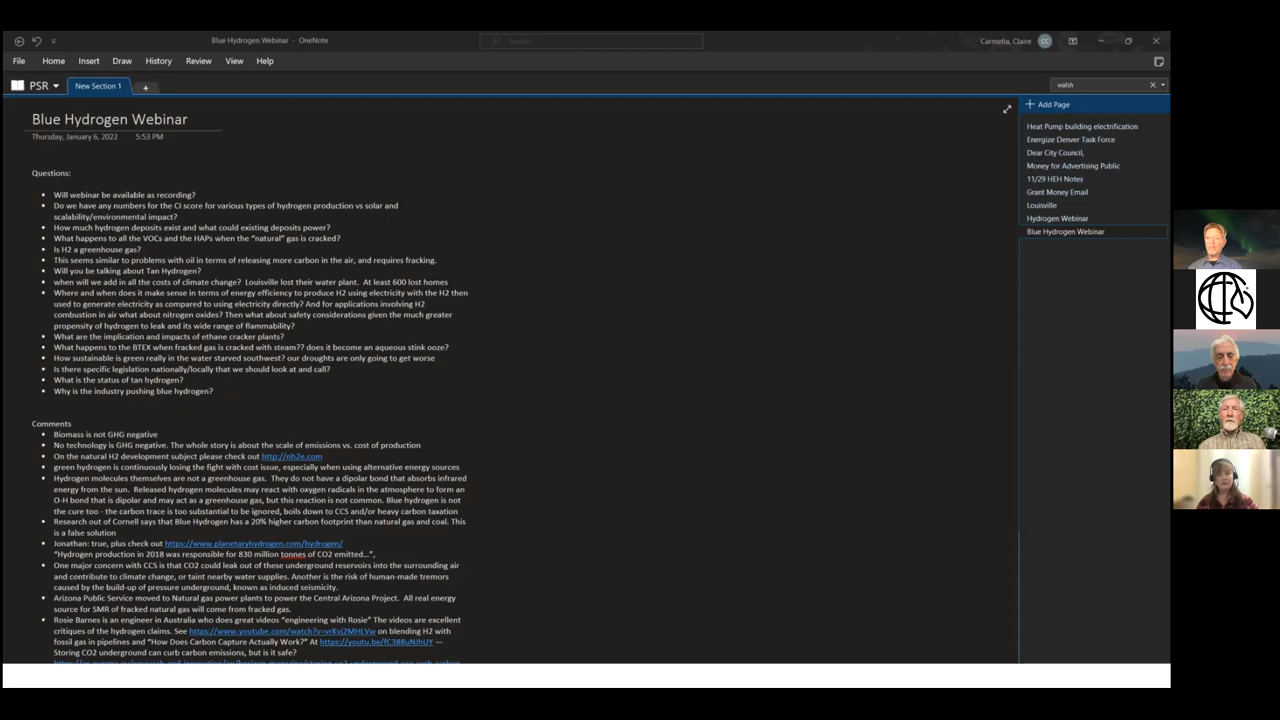 Blue Hydrogen Webinar - OneNote
Search
Carmelia, Claire CC
File Home Insert Draw History Review View Help
PSR New Section 1 +
walsh
Add Page
Heat Pump building electrification
Energize Denver Task Force
Dear City Council,
Money for Advertising Public
11/29 HEH Notes
Grant Money Email
Louisville
Hydrogen Webinar
Blue Hydrogen Webinar
Blue Hydrogen Webinar
Thursday, January 6, 2022 5:53 PM
Questions:
• Will webinar be available as recording?
• Do we have any numbers for the CI score for various types of hydrogen production vs solar and
scalability/environmental impact?
• How much hydrogen deposits exist and what could existing deposits power?
• What happens to all the VOCs and the HAPs when the "natural" gas is cracked?
• Is H2 a greenhouse gas?
• This seems similar to problems with oil in terms of releasing more carbon in the air, and requires fracking.
• Will you be talking about Tan Hydrogen?
• when will we add in all the costs of climate change? Louisville lost their water plant. At least 600 lost homes
• Where and when does it make sense in terms of energy efficiency to produce H2 using electricity with the H2 then
used to generate electricity as compared to using electricity directly? And for applications involving H2
combustion in air what about nitrogen oxides? Then what about safety considerations given the much greater
propensity of hydrogen to leak and its wide range of flammability?
• What are the implication and impacts of ethane cracker plants?
• What happens to the BTEX when fracked gas is cracked with steam?? does it become an aqueous stink ooze?
• How sustainable is green really in the water starved southwest? our droughts are only going to get worse
• Is there specific legislation nationally/locally that we should look at and call?
• What is the status of tan hydrogen?
• Why is the industry pushing blue hydrogen?
Comments
• Biomass is not GHG negative
• No technology is GHG negative. The whole story is about the scale of emissions vs. cost of production
• On the natural H2 development subject please check out http://nh2e.com
• green hydrogen is continuously losing the fight with cost issue, especially when using alternative energy sources
• Hydrogen molecules themselves are not a greenhouse gas. They do not have a dipolar bond that absorbs infrared
energy from the sun. Released hydrogen molecules may react with oxygen radicals in the atmosphere to form an
O-H bond that is dipolar and may act as a greenhouse gas, but this reaction is not common. Blue hydrogen is not
the cure too - the carbon trace is too substantial to be ignored, boils down to CCS and/or heavy carbon taxation
• Research out of Cornell says that Blue Hydrogen has a 20% higher carbon footprint than natural gas and coal. This
is a false solution
• Jonathan: true, plus check out https://www.planetaryhydrogen.com/hydrogen/
"Hydrogen production in 2018 was responsible for 830 million tonnes of CO2 emitted…",
• One major concern with CCS is that CO2 could leak out of these underground reservoirs into the surrounding air
and contribute to climate change, or taint nearby water supplies. Another is the risk of human-made tremors
caused by the build-up of pressure underground, known as induced seismicity.
• Arizona Public Service moved to Natural gas power plants to power the Central Arizona Project. All real energy
source for SMR of fracked natural gas will come from fracked gas.
• Rosie Barnes is an engineer in Australia who does great videos "engineering with Rosie" The videos are excellent
critiques of the hydrogen claims. See https://www.youtube.com/watch?v=vrKvj2MHLVw on blending H2 with
fossil gas in pipelines and "How Does Carbon Capture Actually Work?" At https://youtu.be/fC388uNJhUY —
Storing CO2 underground can curb carbon emissions, but is it safe?